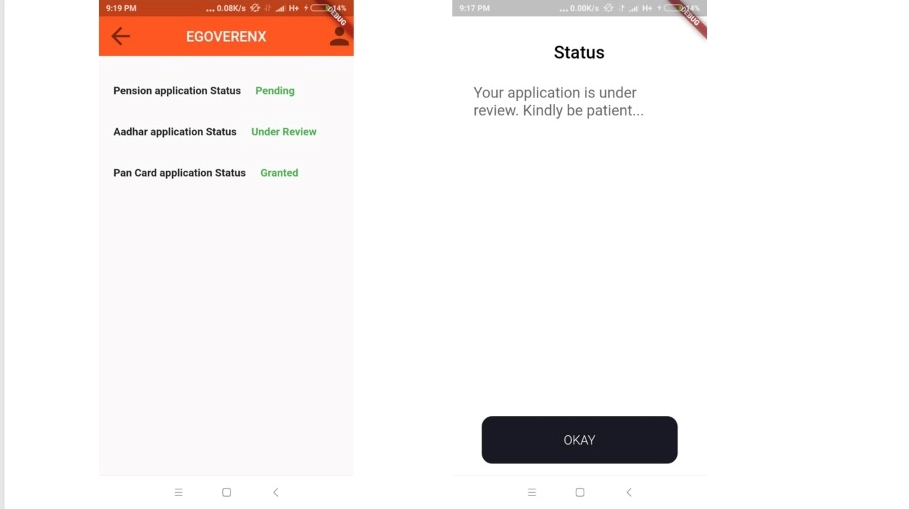 9:19 PM ... 0.08K/s H+ 14%
DEBUG
EGOVERENX
Pension application Status Pending
Aadhar application Status Under Review
Pan Card application Status Granted
9:17 PM ... 0.00K/s H+ 14%
DEBUG
Status
Your application is under
review. Kindly be patient...
OKAY